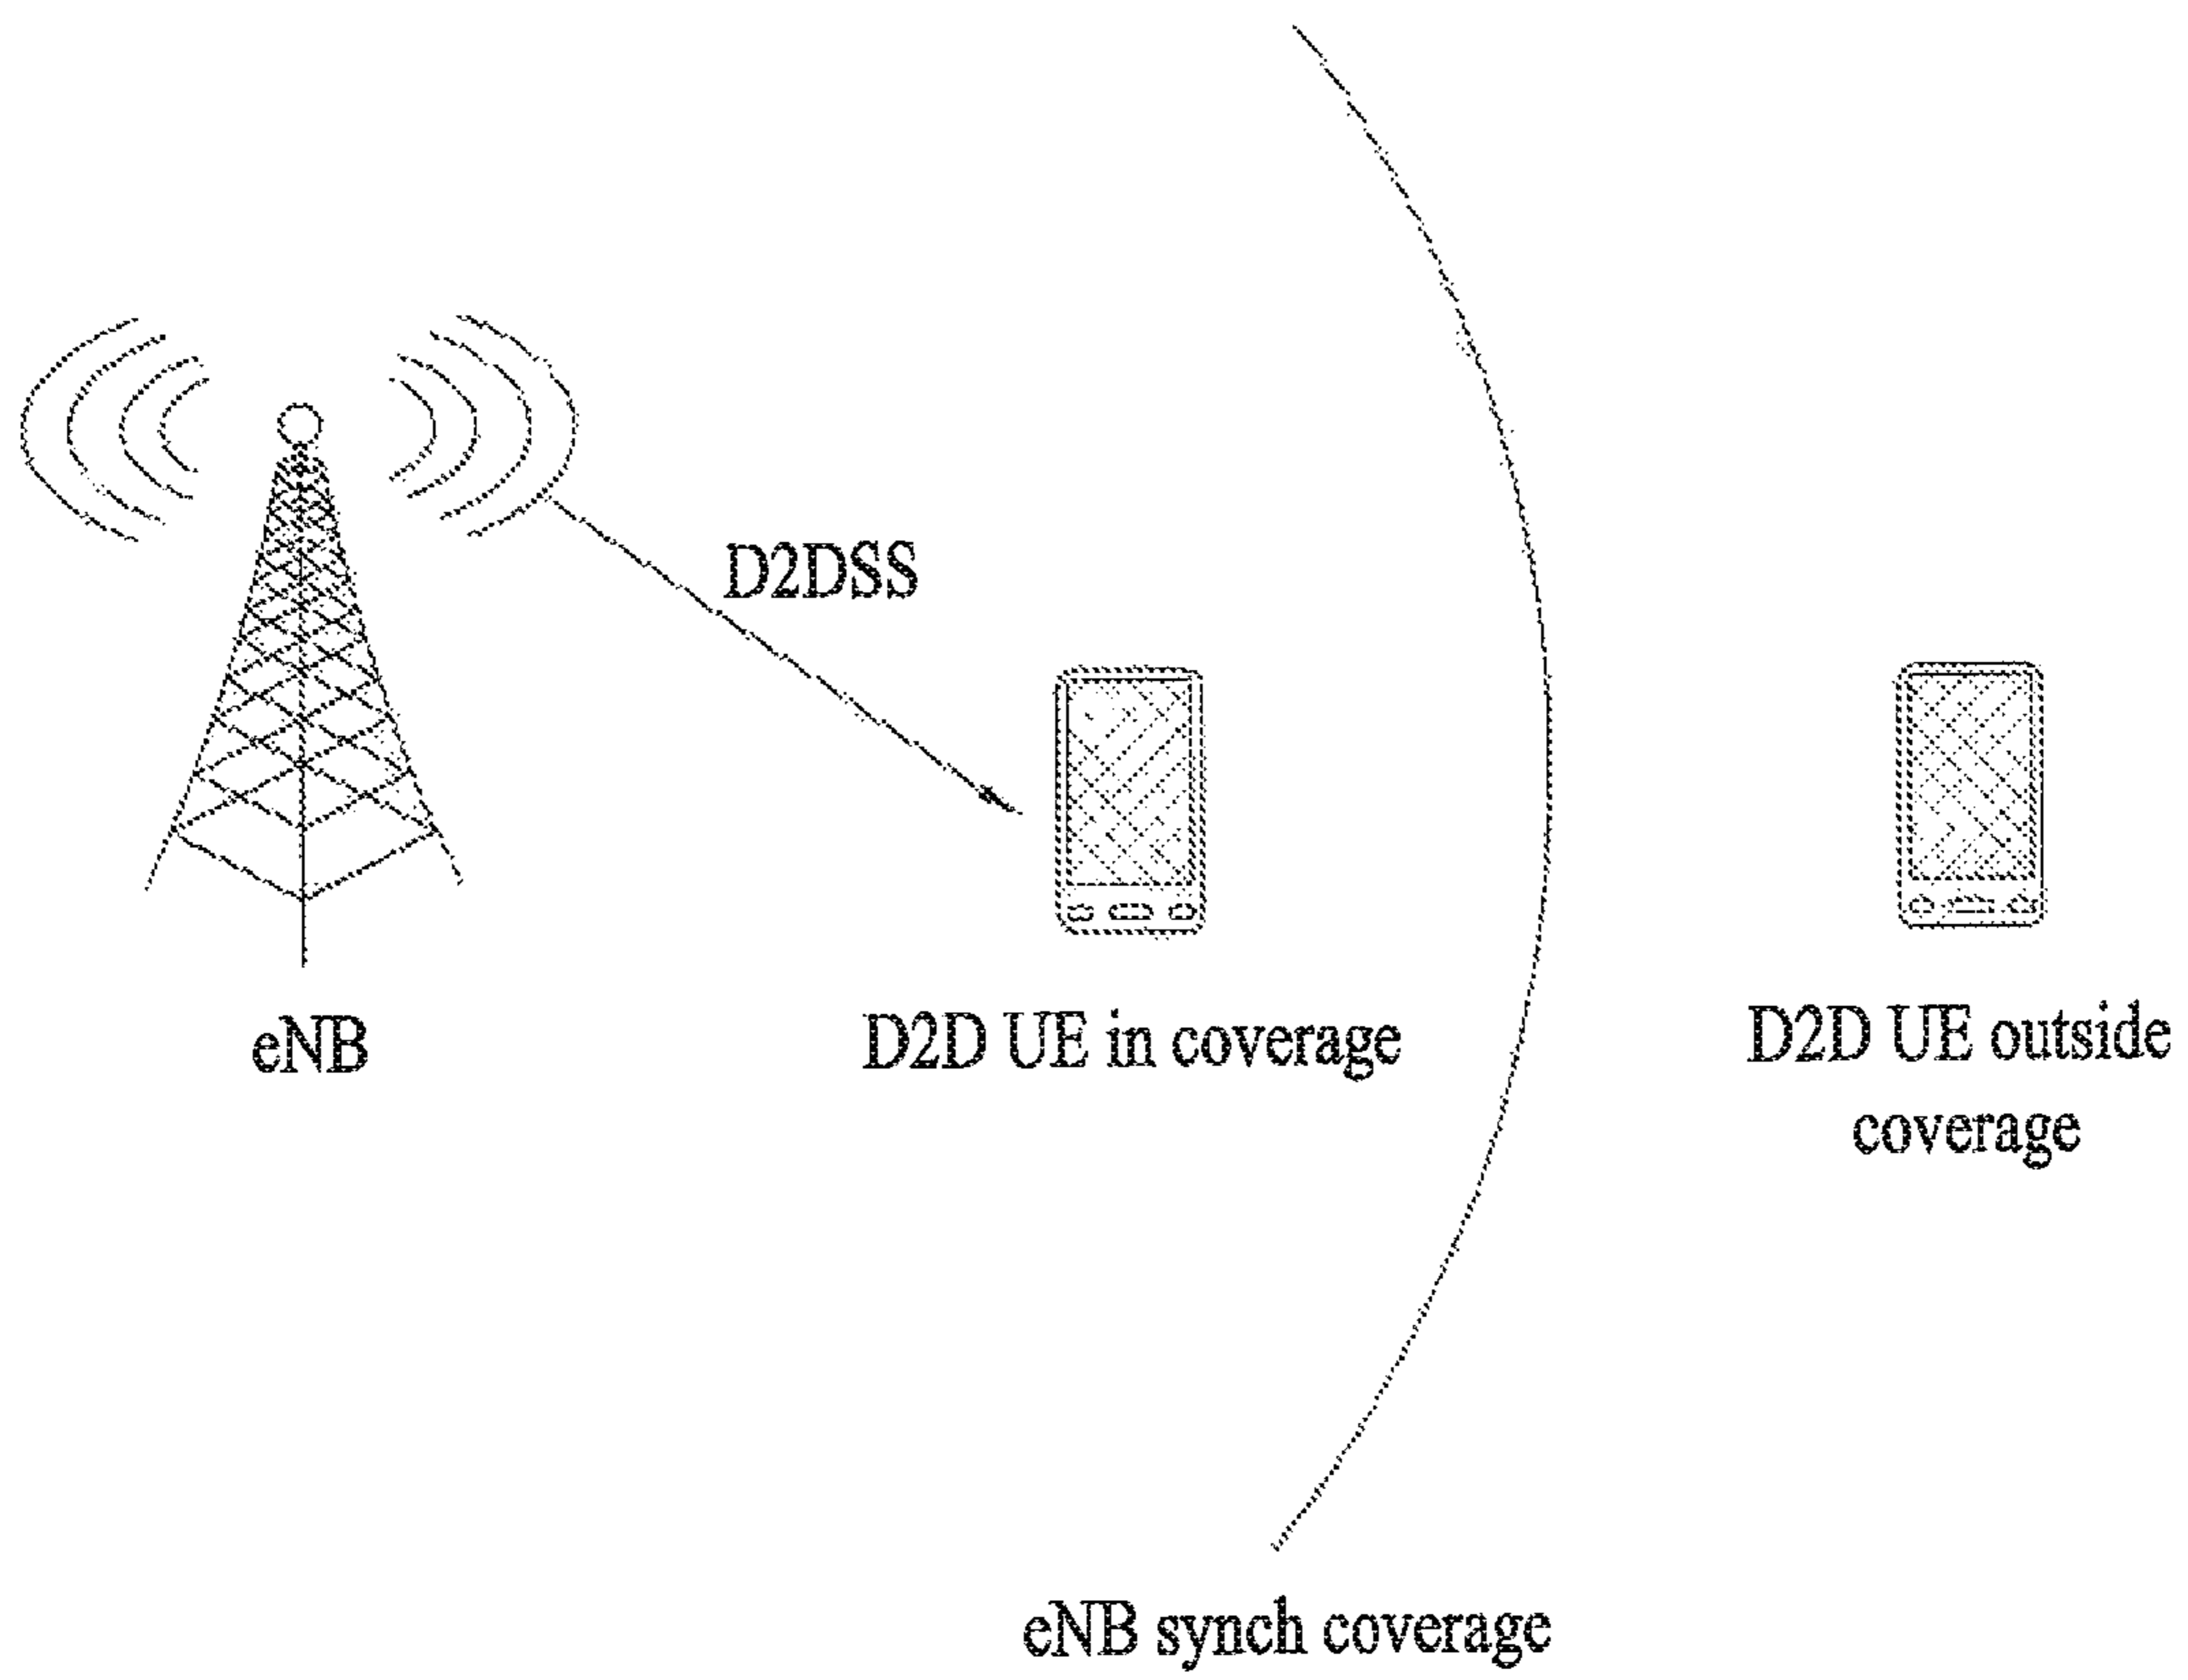 D2DSS
eNB
D2D UE in coverage
D2D UE outside
coverage
eNB synch coverage